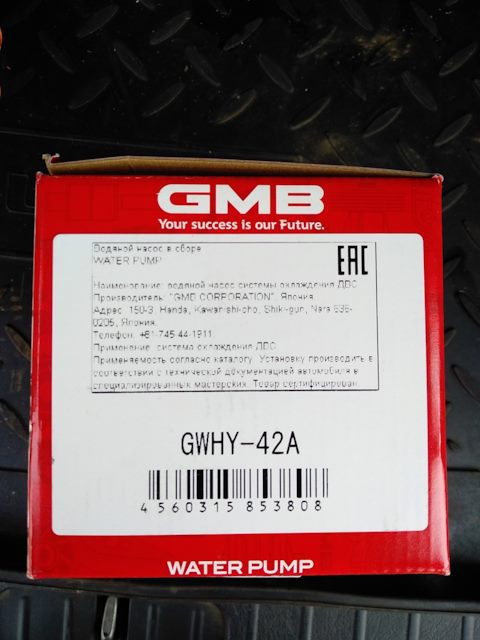 GMB
Your success is our Future.
Водяной насос в сборе
WATER PUMP
EAC
Наименование: водяной насос системы охлаждения ДВС
Производитель: "GMB CORPORATION", Япония
Адрес: 150-3, Handa, Kawanishi-cho, Shiki-gun, Nara 636-
0205, Япония.
Телефон: +81-745-44-1911
Применение: система охлаждения ДВС
Применяемость согласно каталогу. Установку производить в
соответствии с технической документацией автомобиля в
специализированных мастерских. Товар сертифицирован.
GWHY-42A
4560315853808
WATER PUMP